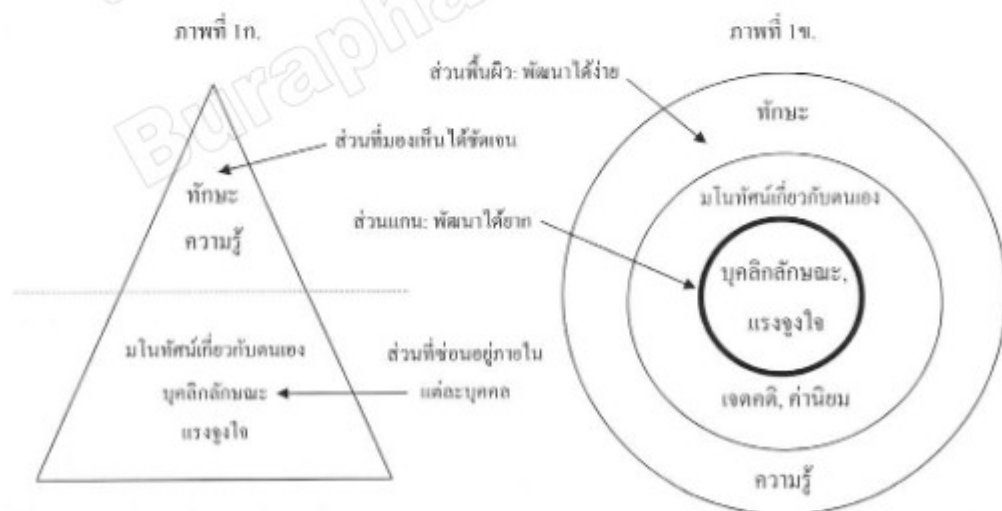 ภาพที่ 1ก.
ส่วนที่มองเห็นได้ชัดเจน
ทักษะ
ความรู้
มโนทัศน์เกี่ยวกับตนเอง
บุคลิกลักษณะ
แรงจูงใจ
ส่วนที่ซ่อนอยู่ภายใน
แต่ละบุคคล
ภาพที่ 1ข.
ส่วนพื้นผิว: พัฒนาได้ง่าย
ทักษะ
มโนทัศน์เกี่ยวกับตนเอง
ส่วนแกน: พัฒนาได้ยาก
บุคลิกลักษณะ,
แรงจูงใจ
เจตคติ, ค่านิยม
ความรู้